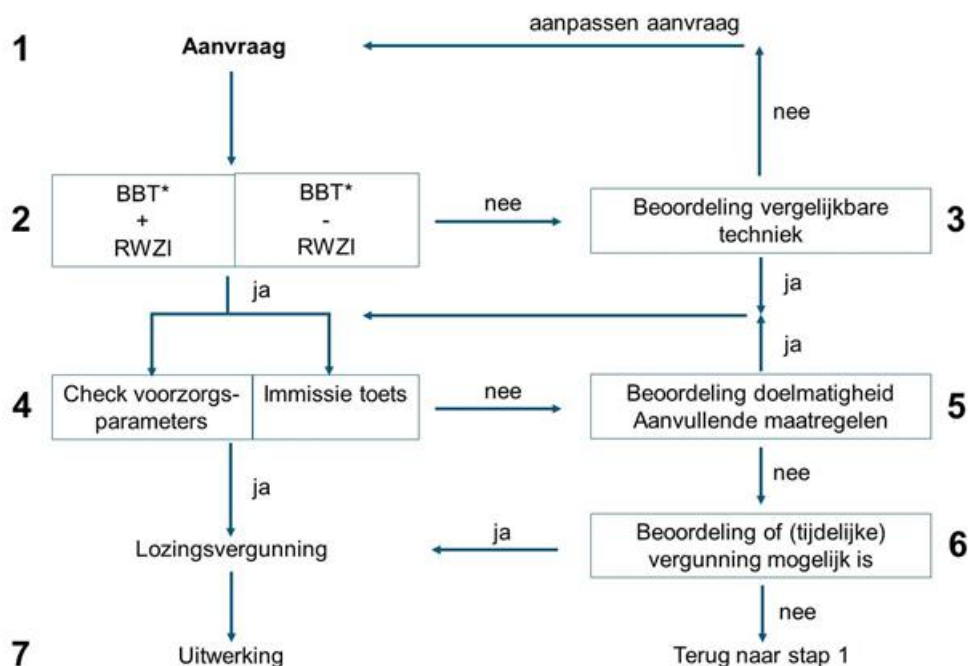 aanpassen aanvraag
1
Aanvraag
nee
2
BBT*
+
RWZI
BBT*
-
RWZI
nee
Beoordeling vergelijkbare
techniek
3
ja
ja
ja
4
Check voorzorgs-
parameters
Immissie toets
nee
Beoordeling doelmatigheid
Aanvullende maatregelen
5
ja
nee
Lozingsvergunning
ja
Beoordeling of (tijdelijke)
vergunning mogelijk is
6
nee
7
Uitwerking
Terug naar stap 1